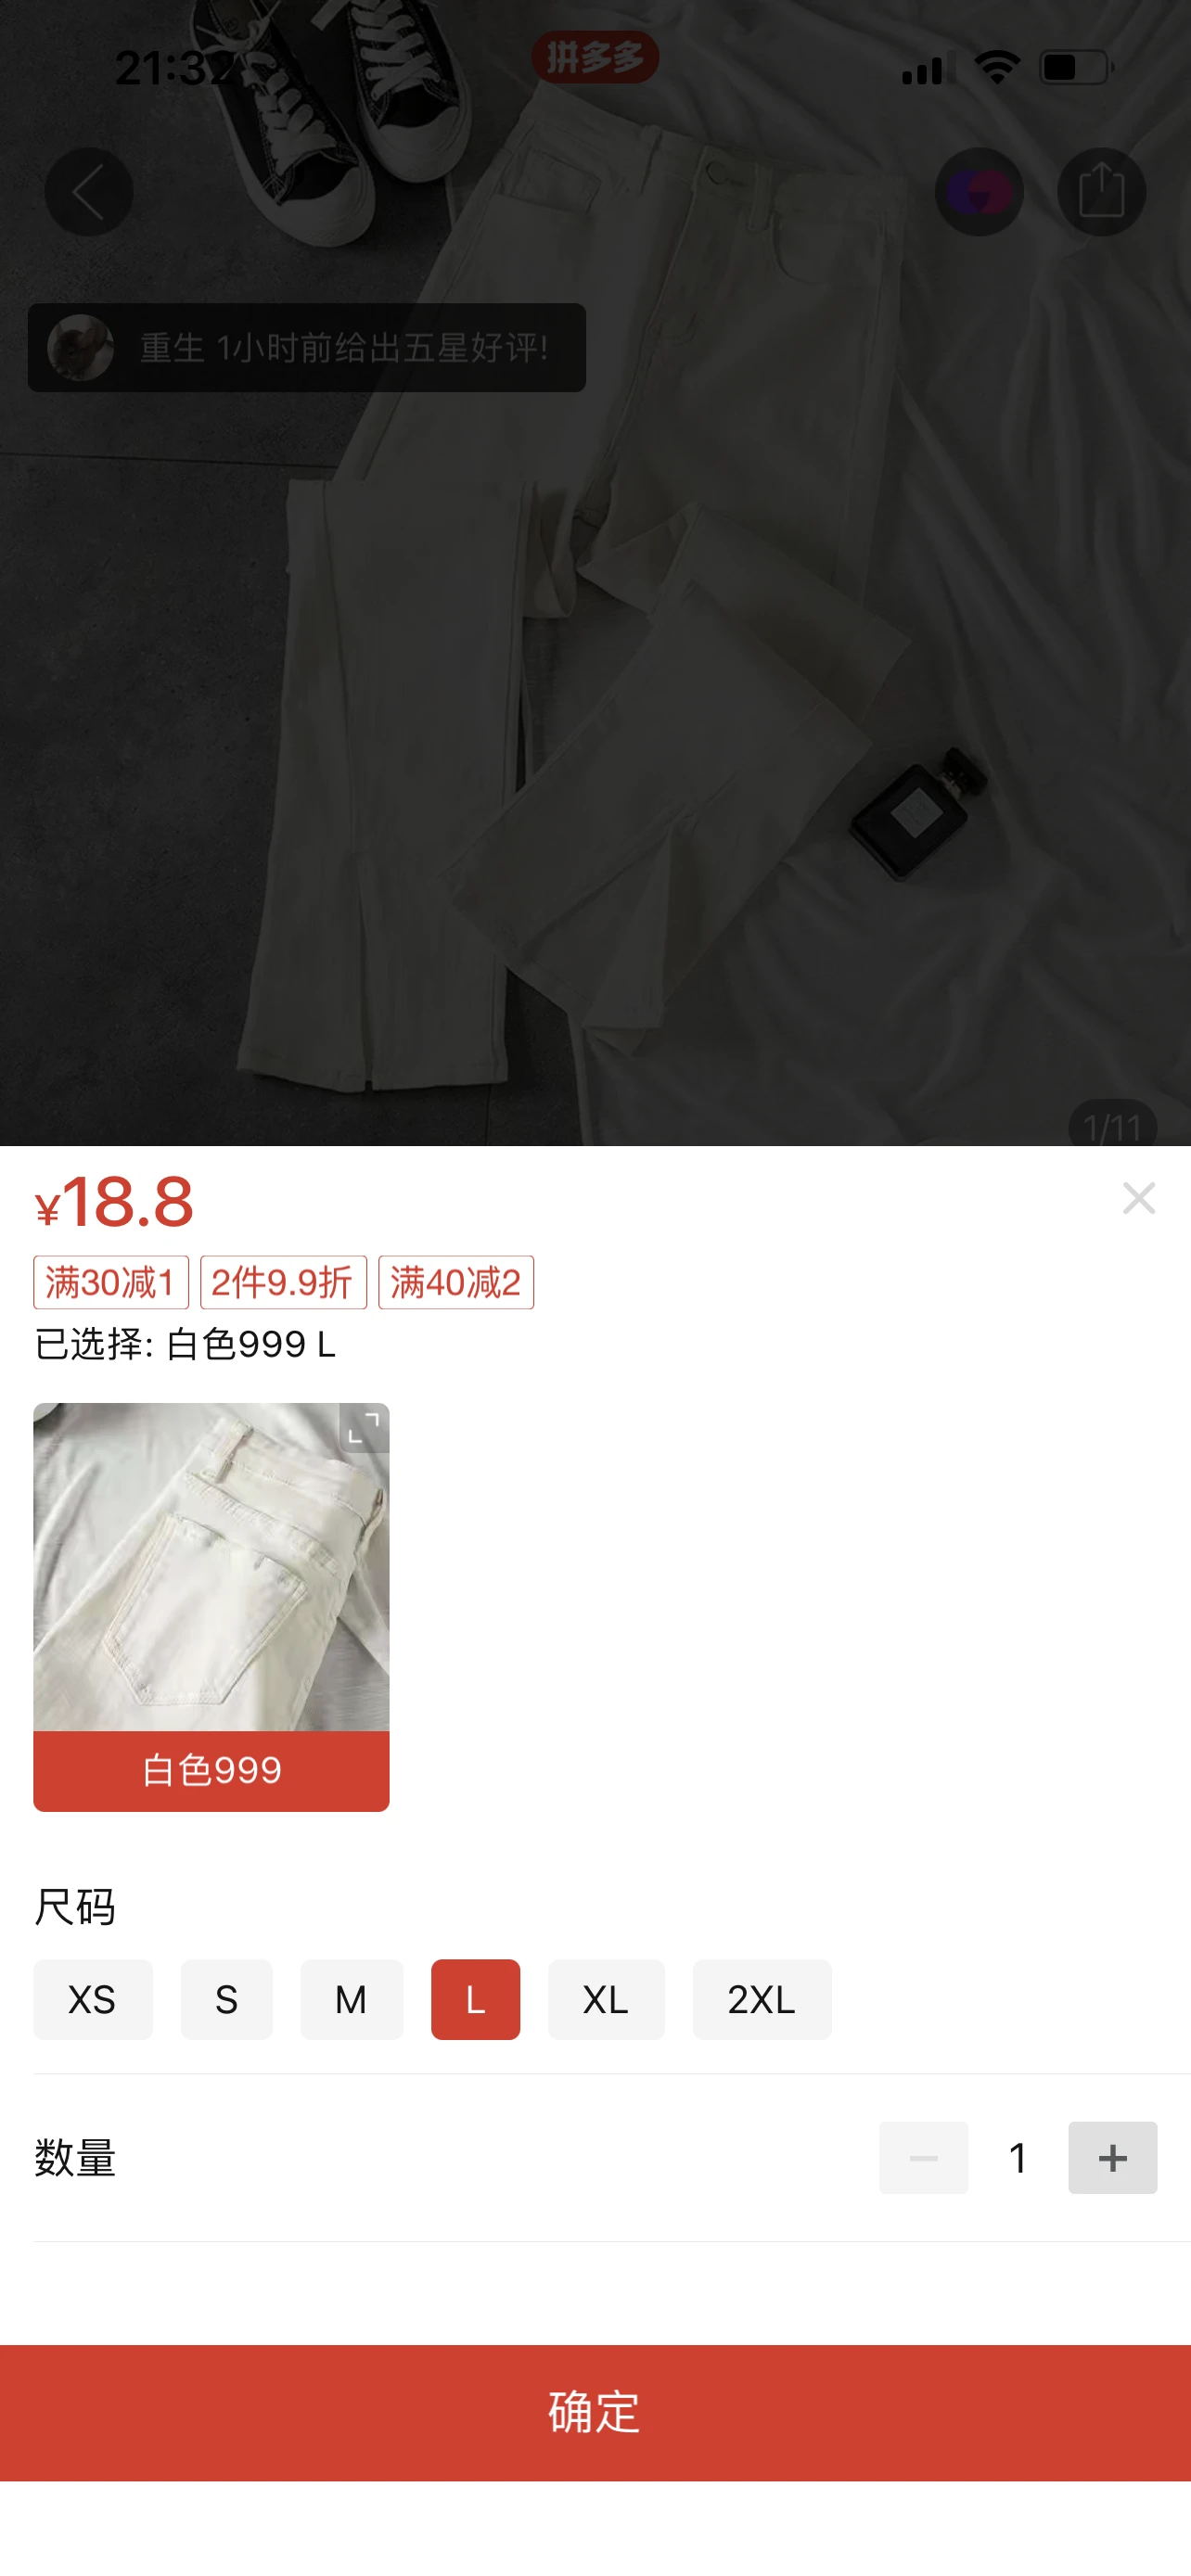 21:32
拼多多
重生 1小时前给出五星好评!
1/11
¥18.8
满30减1 2件9.9折 满40减2
已选择: 白色999 L
白色999
尺码
XS S M L XL 2XL
数量
1
确定